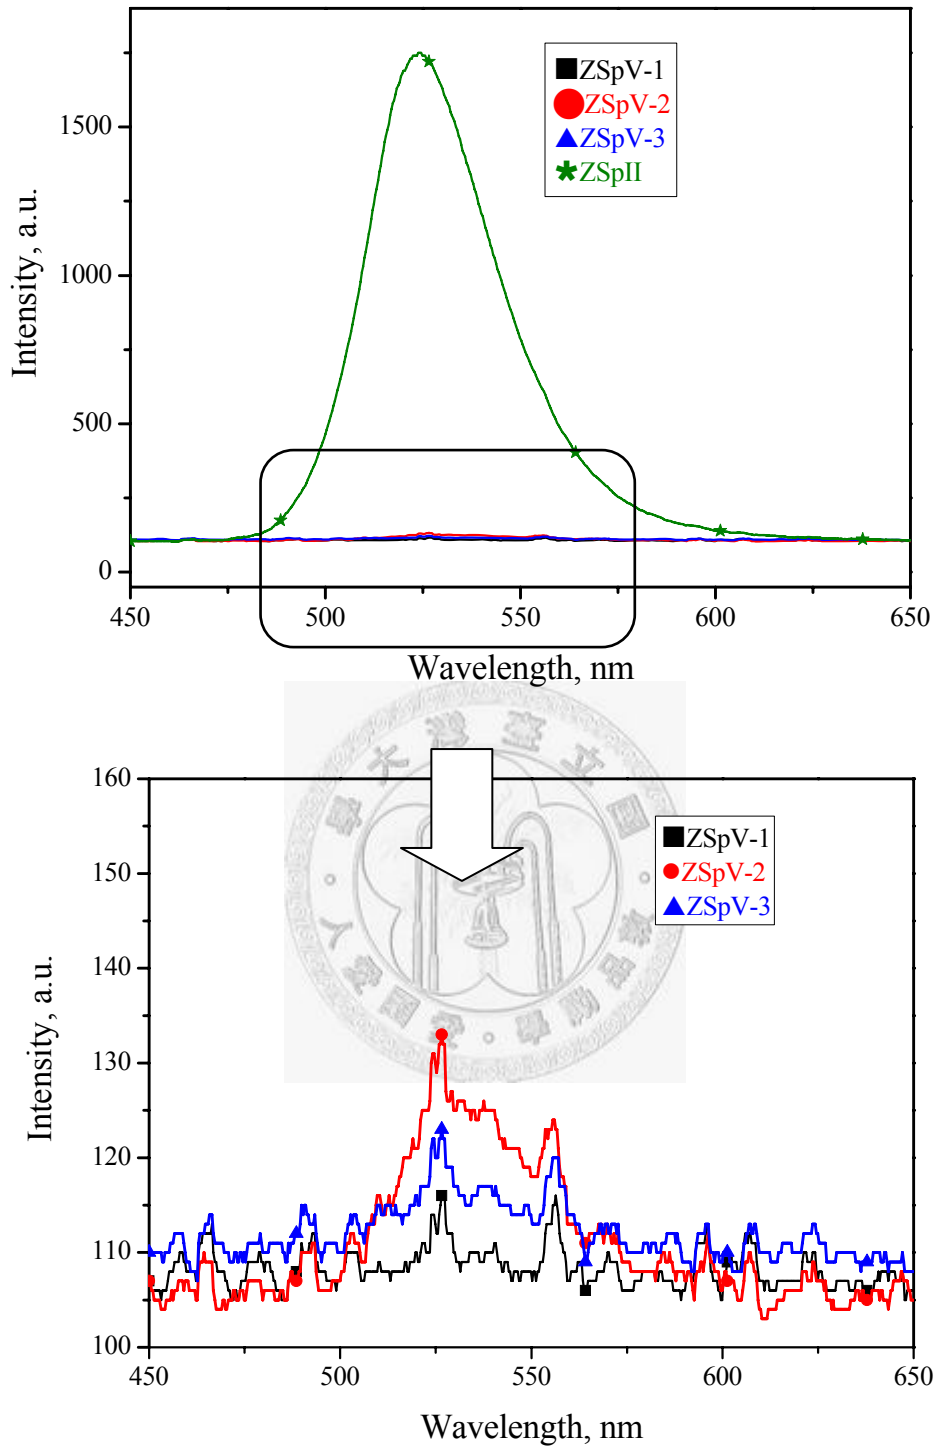 ZSpV-1
ZSpV-2
ZSpV-3
ZSpII
1500
1000
500
0
Intensity, a.u.
450 500 550 600 650
Wavelength, nm
160
150
140
130
120
110
100
ZSpV-1
ZSpV-2
ZSpV-3
Intensity, a.u.
450 500 550 600 650
Wavelength, nm